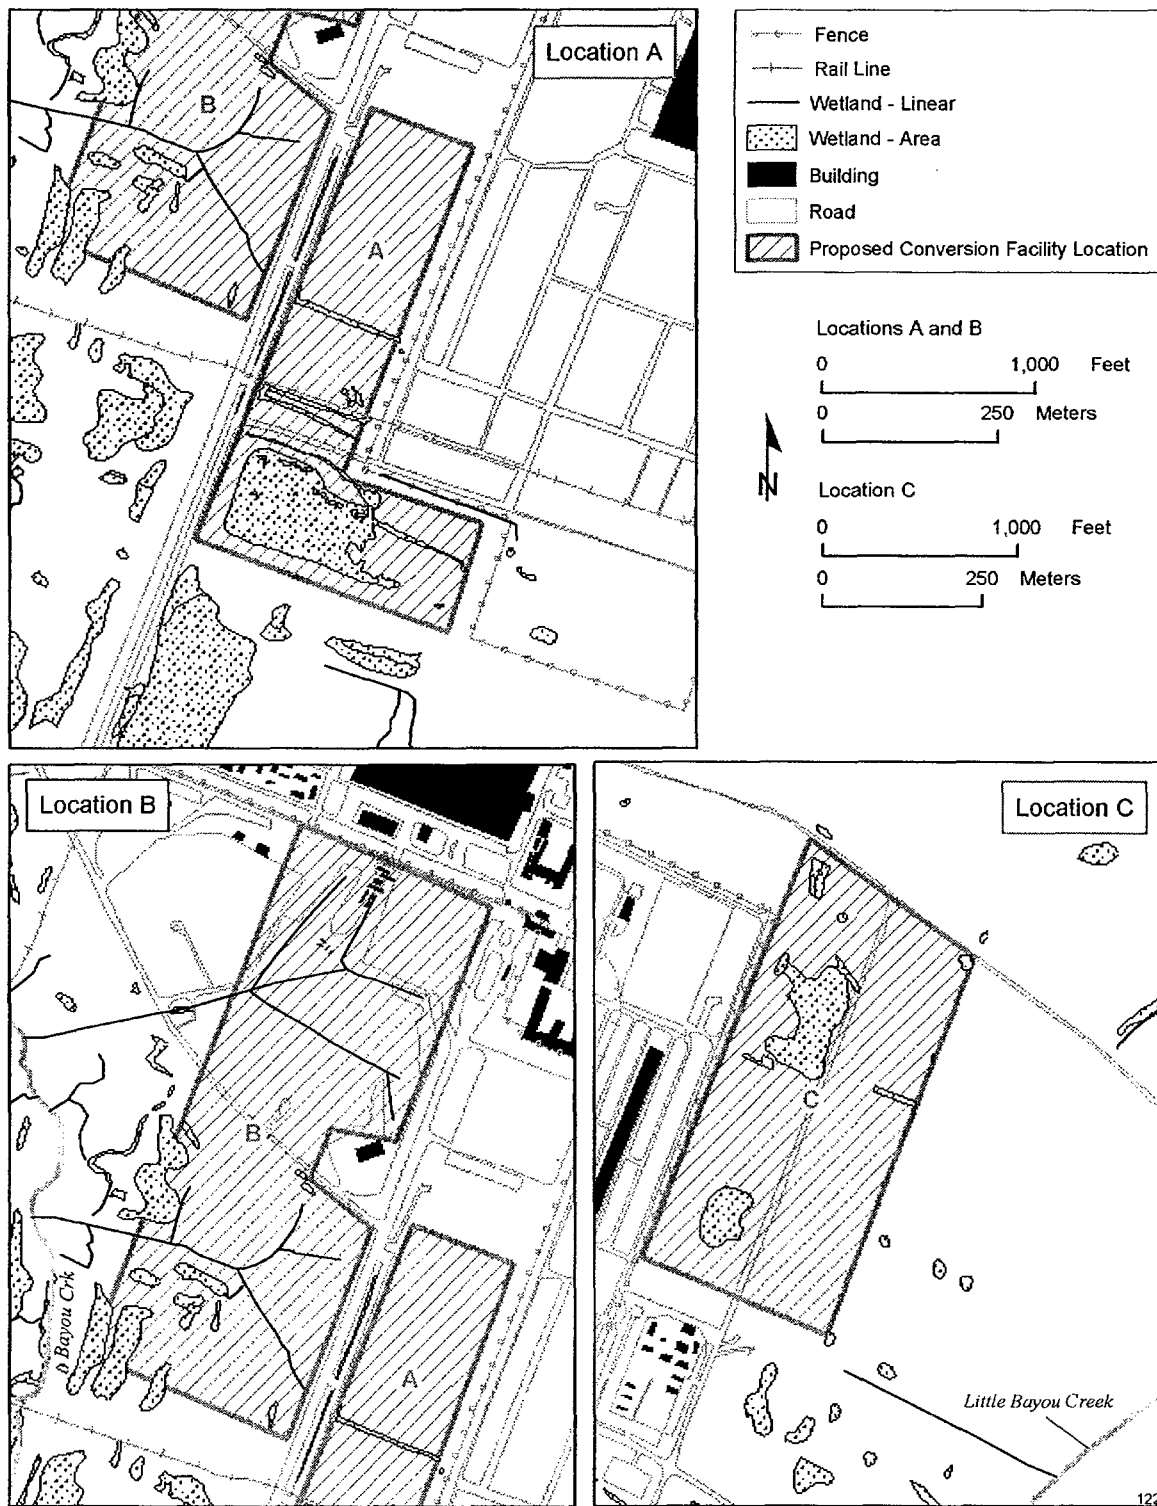 Location A
B
A
Fence
Rail Line
Wetland - Linear
Wetland - Area
Building
Road
Proposed Conversion Facility Location
Locations A and B
0 1,000 Feet
0 250 Meters
N
Location C
0 1,000 Feet
0 250 Meters
Location B
B
A
Bayou Crk
Location C
C
Little Bayou Creek